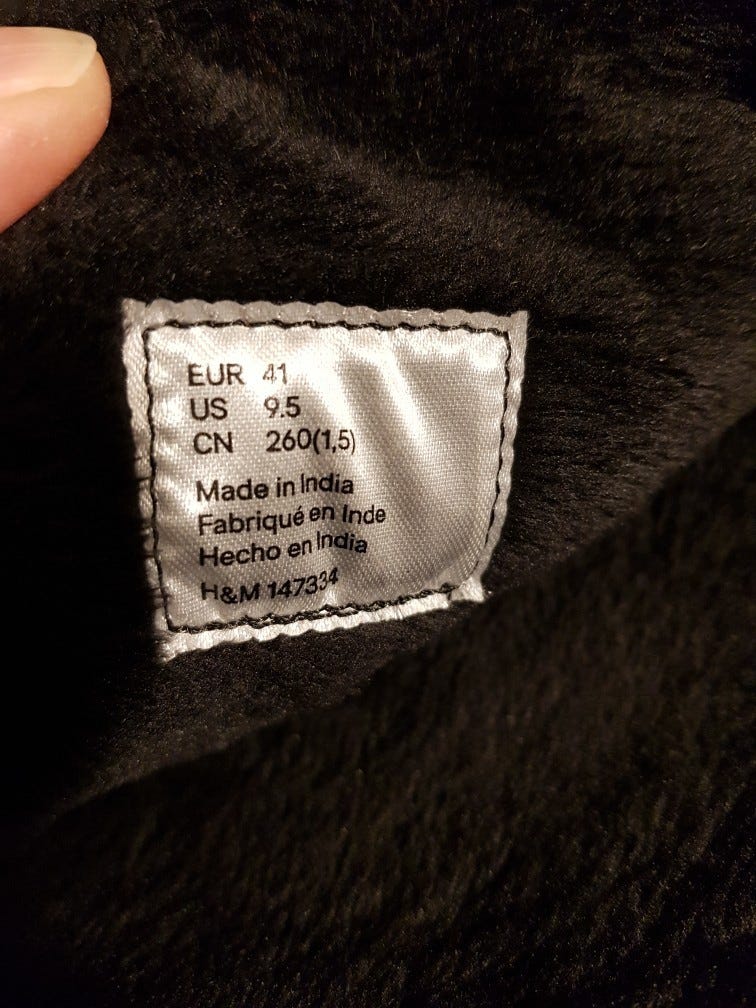 EUR 41
US 9.5
CN 260(1,5)
Made in India
Fabriqué en Inde
Hecho en India
H&M 147334